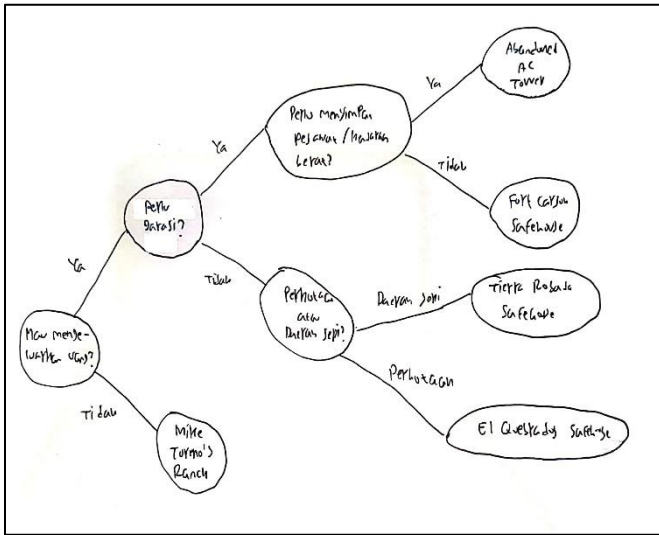 Abandoned
AC
Tower
Ya
Perlu menyimpan
pesawat / kendaraan
berat?
Ya
Tidak
Fort Carson
Safehouse
Perlu
garasi?
Ya
Tidak
Perkotaan
atau
Daerah sepi?
Daerah sepi
Tierra Robada
Safehouse
Mau menge-
luarkan uang?
Perkotaan
Tidak
El Quebrados Safehouse
Mike
Toreno's
Ranch